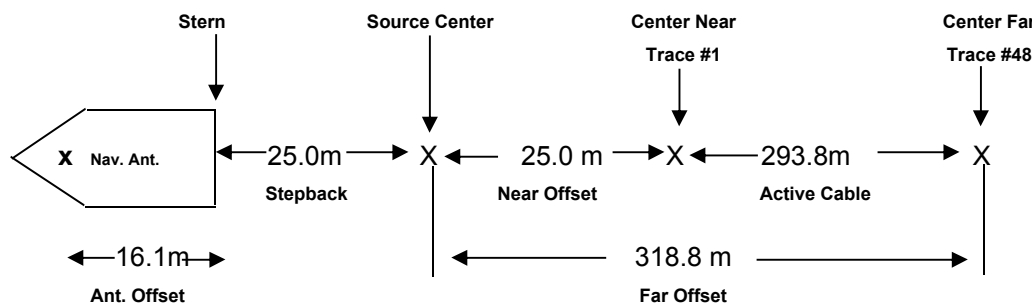 Stern
Source Center
Center Near
Trace #1
Center Far
Trace #48
X Nav. Ant.
25.0m
X
25.0 m
X
293.8m
X
Stepback
Near Offset
Active Cable
16.1m
318.8 m
Ant. Offset
Far Offset